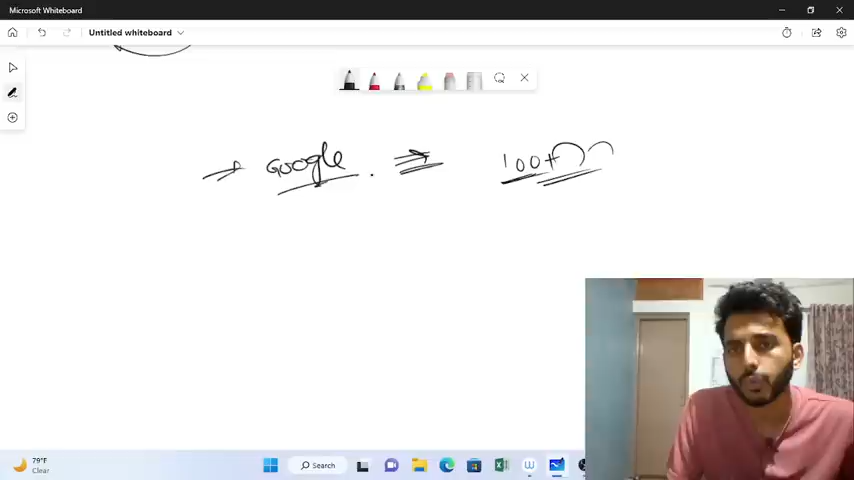 Microsoft Whiteboard
Untitled whiteboard
Google. 100+
79°F
Clear
Search